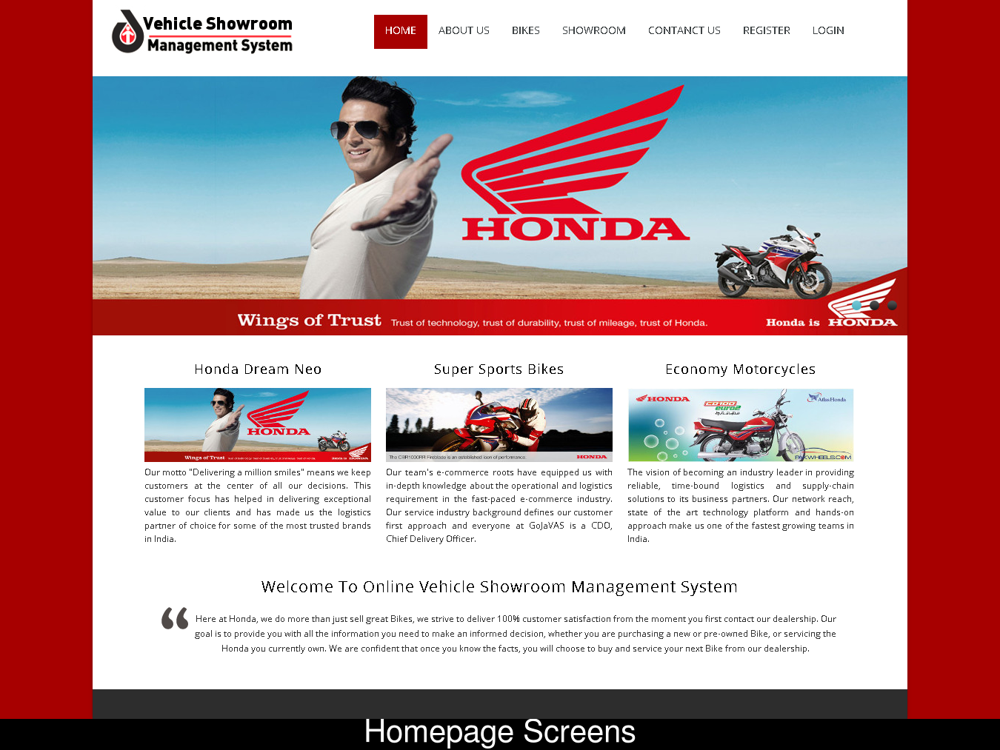 Vehicle Showroom
Management System
HOME ABOUT US BIKES SHOWROOM CONTANCT US REGISTER LOGIN
HONDA
Wings of Trust Trust of technology, trust of durability, trust of mileage, trust of Honda.
Honda is HONDA
Honda Dream Neo
HONDA
Wings of Trust Trust of technology, trust of durability, trust of mileage, trust of Honda.
Honda is HONDA
Our motto "Delivering a million smiles" means we keep
customers at the center of all our decisions. This
customer focus has helped in delivering exceptional
value to our clients and has made us the logistics
partner of choice for some of the most trusted brands
in India.
Super Sports Bikes
The CBR1000RR Fireblade is an established icon of performance.
HONDA
Our team's e-commerce roots have equipped us with
in-depth knowledge about the operational and logistics
requirement in the fast-paced e-commerce industry.
Our service industry background defines our customer
first approach and everyone at GoJaVAS is a CDO,
Chief Delivery Officer.
Economy Motorcycles
HONDA
CD100
euro2
Atlas Honda
PAKWHEELS.COM
The vision of becoming an industry leader in providing
reliable, time-bound logistics and supply-chain
solutions to its business partners. Our network reach,
state of the art technology platform and hands-on
approach make us one of the fastest growing teams in
India.
Welcome To Online Vehicle Showroom Management System
Here at Honda, we do more than just sell great Bikes, we strive to deliver 100% customer satisfaction from the moment you first contact our dealership. Our
goal is to provide you with all the information you need to make an informed decision, whether you are purchasing a new or pre-owned Bike, or servicing the
Honda you currently own. We are confident that once you know the facts, you will choose to buy and service your next Bike from our dealership.
Homepage Screens